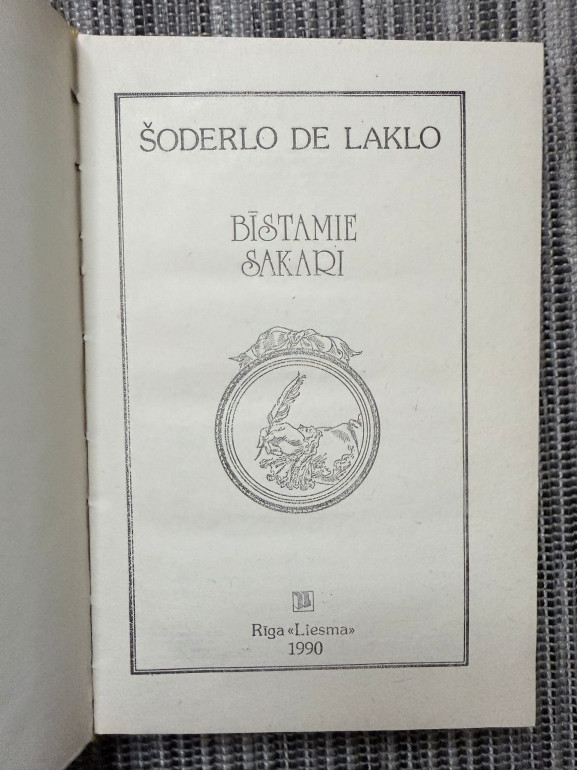 ŠODERLO DE LAKLO
BĪSTAMIE
SAKARI
Rīga «Liesma»
1990